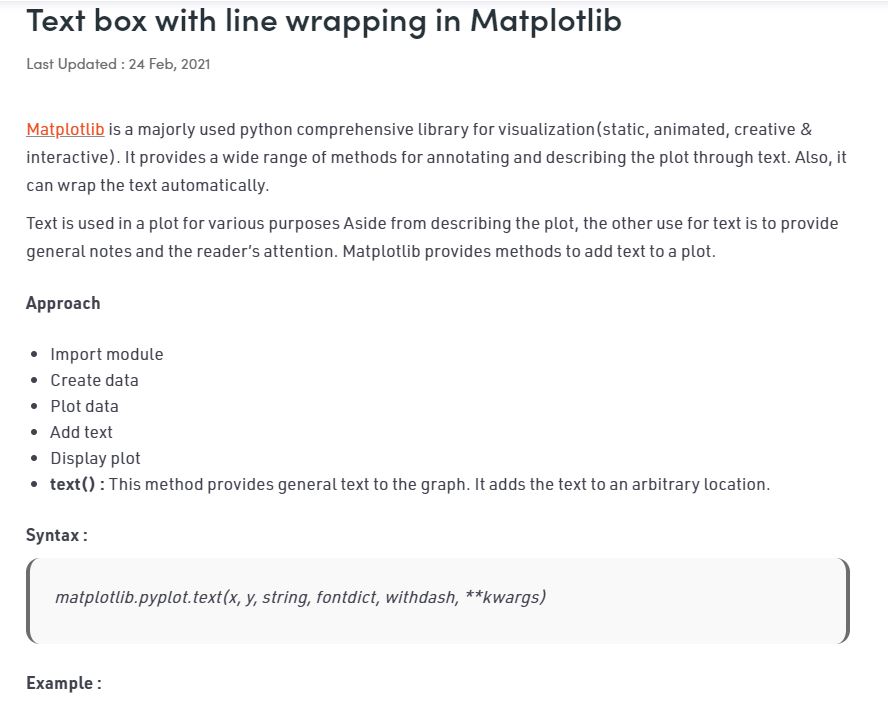 Text box with line wrapping in Matplotlib
Last Updated : 24 Feb, 2021
Matplotlib is a majorly used python comprehensive library for visualization(static, animated, creative &
interactive). It provides a wide range of methods for annotating and describing the plot through text. Also, it
can wrap the text automatically.
Text is used in a plot for various purposes Aside from describing the plot, the other use for text is to provide
general notes and the reader's attention. Matplotlib provides methods to add text to a plot.
Approach
• Import module
• Create data
• Plot data
• Add text
• Display plot
• text() : This method provides general text to the graph. It adds the text to an arbitrary location.
Syntax :
matplotlib.pyplot.text(x, y, string, fontdict, withdash, **kwargs)
Example :